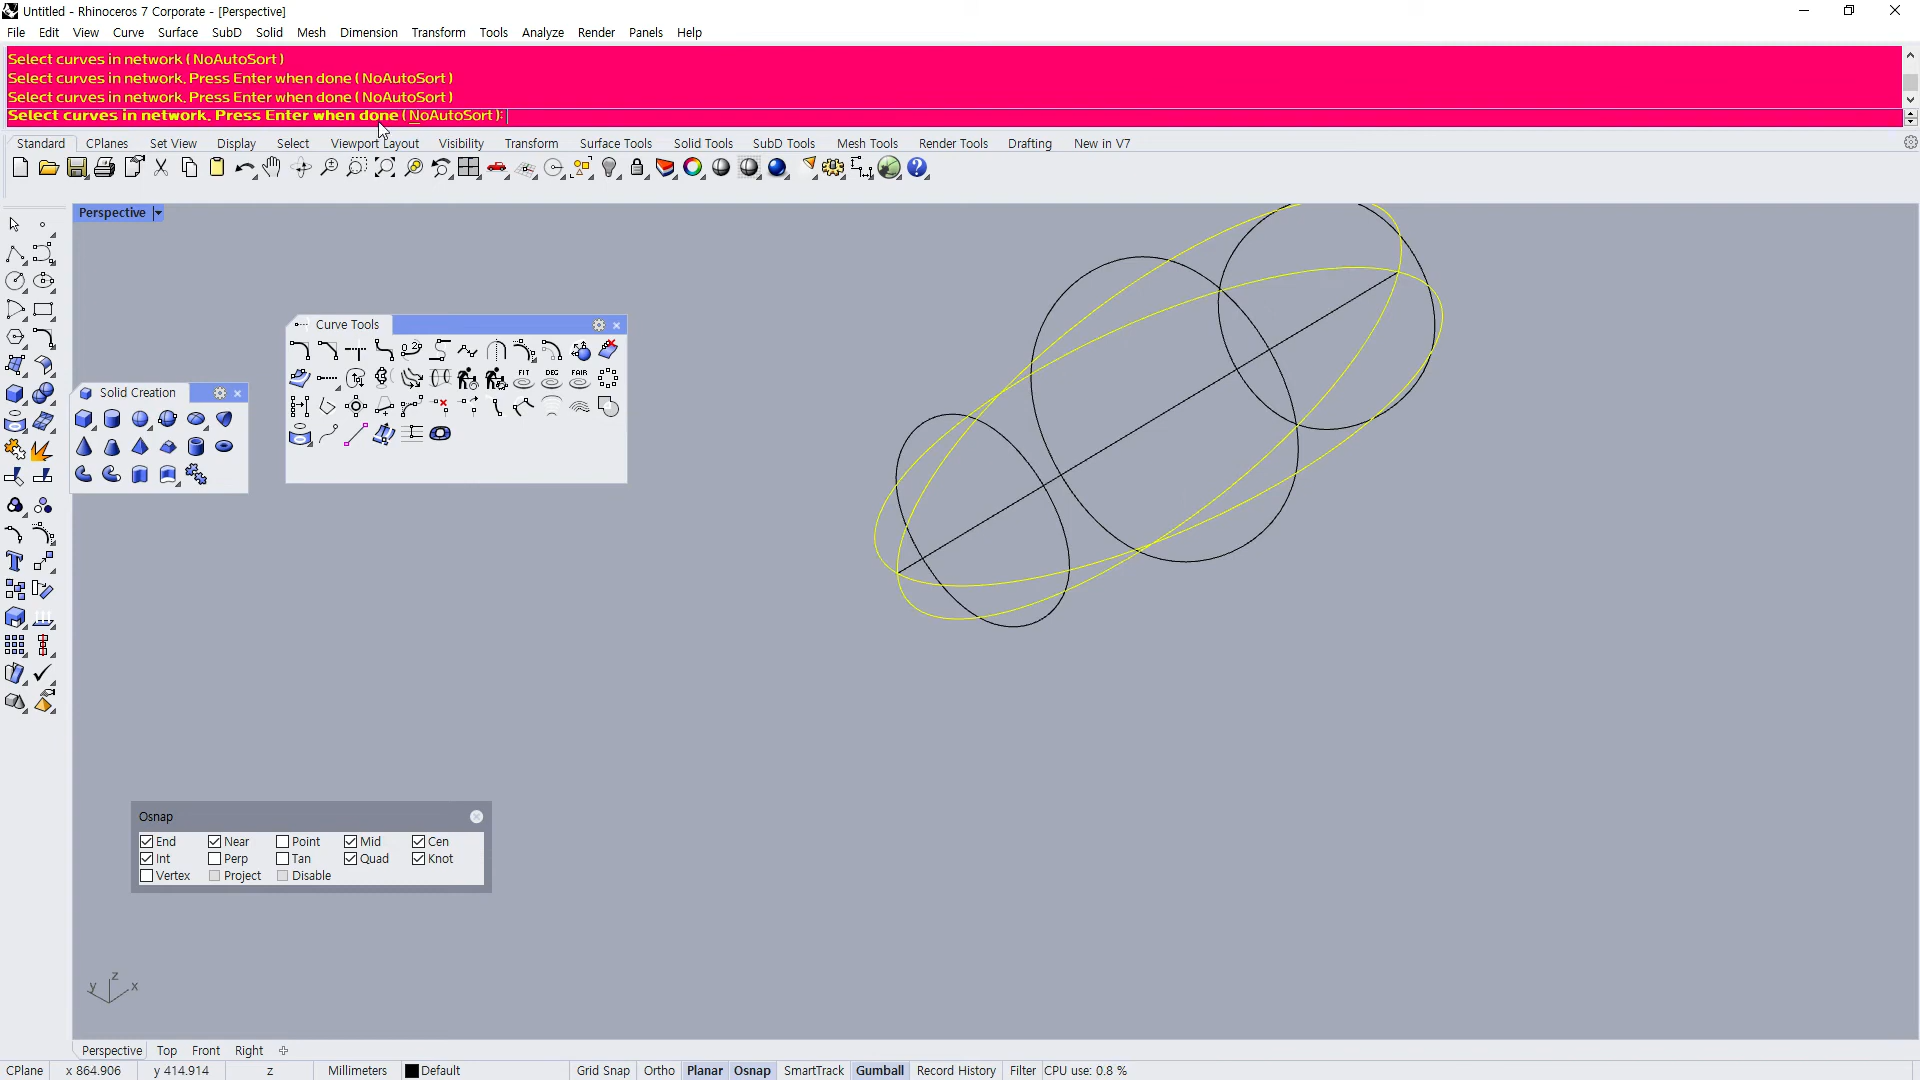 Untitled - Rhinoceros 7 Corporate - [Perspective]
File Edit View Curve Surface SubD Solid Mesh Dimension Transform Tools Analyze Render Panels Help
Select curves in network ( NoAutoSort )
Select curves in network. Press Enter when done ( NoAutoSort )
Select curves in network. Press Enter when done ( NoAutoSort )
Select curves in network. Press Enter when done ( NoAutoSort ):
Standard CPlanes Set View Display Select Viewport Layout Visibility Transform Surface Tools Solid Tools SubD Tools Mesh Tools Render Tools Drafting New in V7
Perspective
Curve Tools
FIT DEG FAIR
Solid Creation
Osnap
End Near Point Mid Cen
Int Perp Tan Quad Knot
Vertex Project Disable
z
y x
Perspective Top Front Right
CPlane x 864.906 y 414.914 z Millimeters Default Grid Snap Ortho Planar Osnap SmartTrack Gumball Record History Filter CPU use: 0.8 %